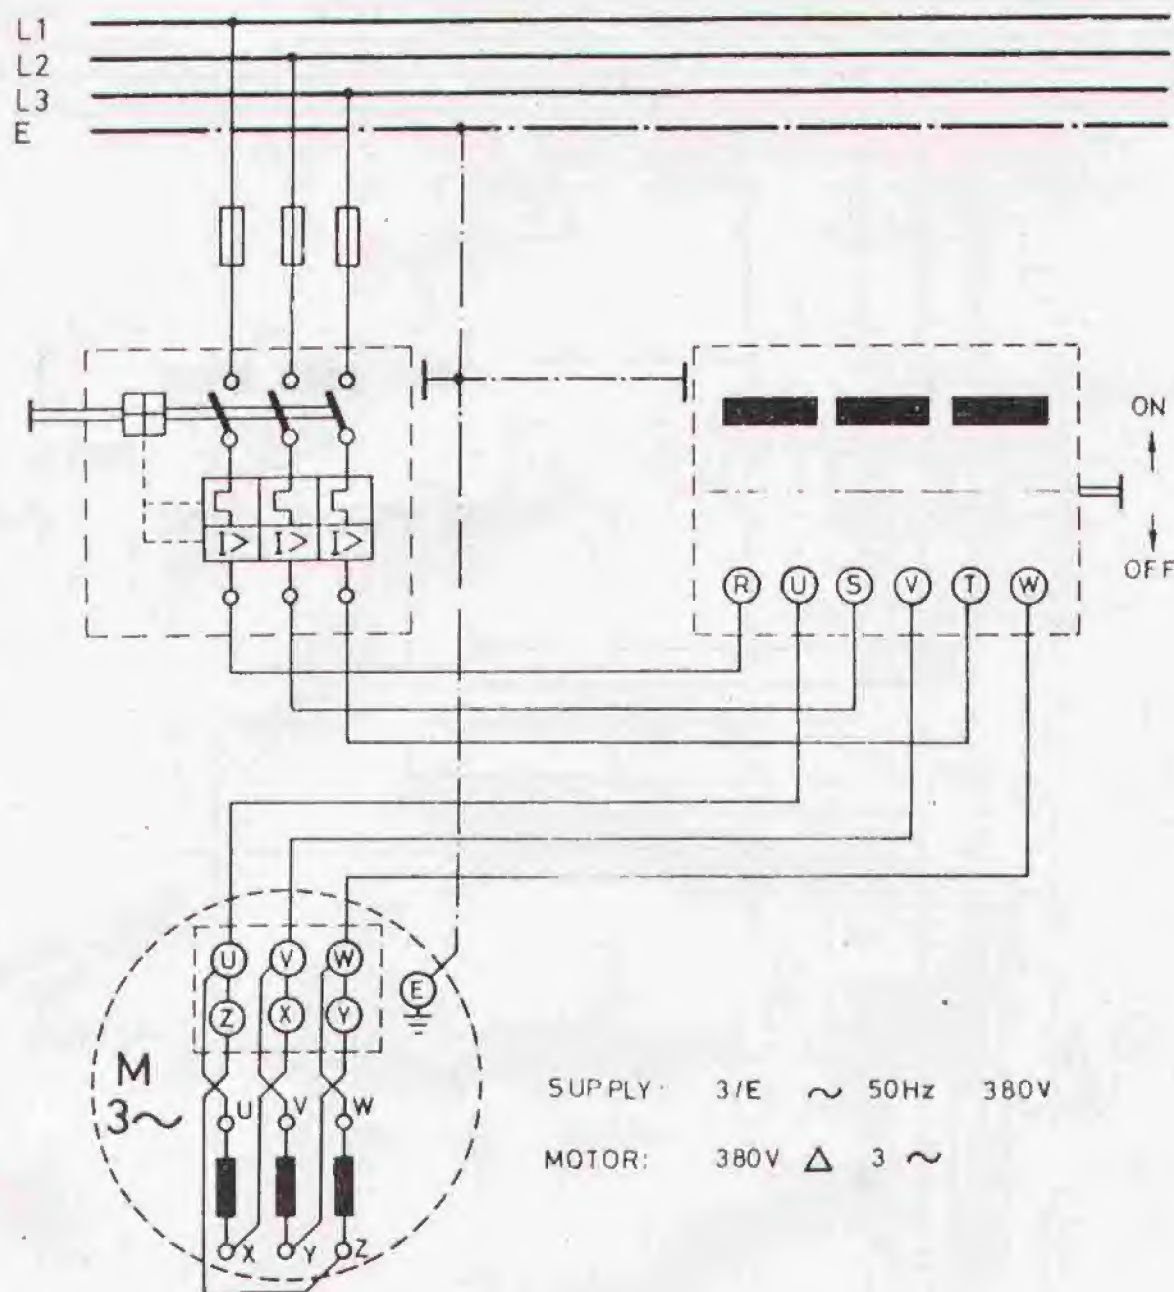 L1
L2
L3
E
ON
OFF
I> I> I>
R U S V T W
U V W
E
Z X Y
M
3~
U V W
X Y Z
SUPPLY: 3/E ~ 50Hz 380V
MOTOR: 380V Δ 3 ~